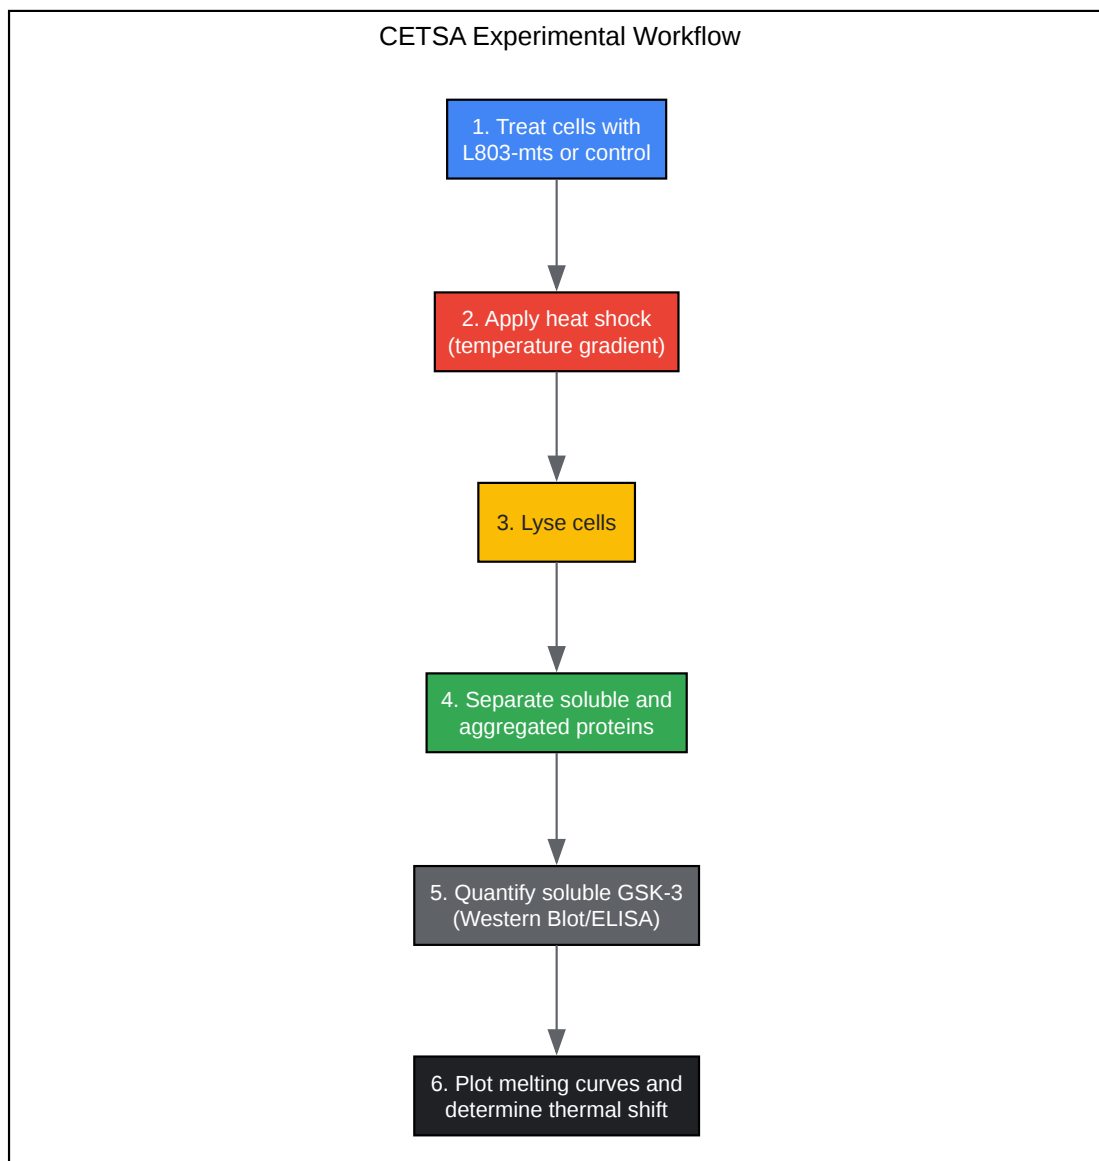 CETSA Experimental Workflow
1. Treat cells with
L803-mts or control
2. Apply heat shock
(temperature gradient)
3. Lyse cells
4. Separate soluble and
aggregated proteins
5. Quantify soluble GSK-3
(Western Blot/ELISA)
6. Plot melting curves and
determine thermal shift